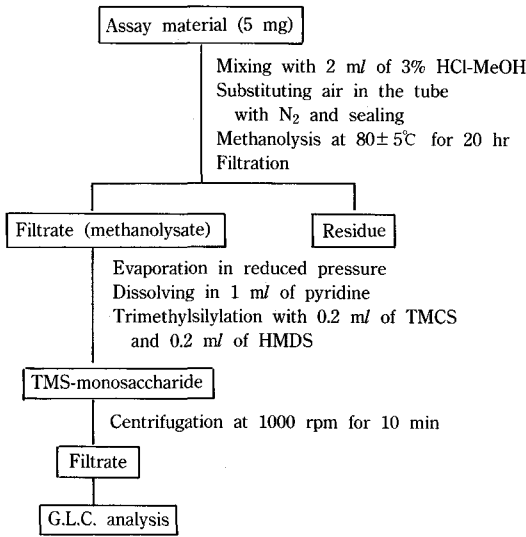 Assay material (5 mg)
Mixing with 2 ml of 3% HCl-MeOH
Substituting air in the tube
with N₂ and sealing
Methanolysis at 80±5℃ for 20 hr
Filtration
Filtrate (methanolysate)
Residue
Evaporation in reduced pressure
Dissolving in 1 ml of pyridine
Trimethylsilylation with 0.2 ml of TMCS
and 0.2 ml of HMDS
TMS-monosaccharide
Centrifugation at 1000 rpm for 10 min
Filtrate
G.L.C. analysis